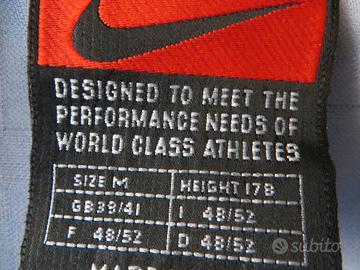 DESIGNED TO MEET THE
PERFORMANCE NEEDS OF
WORLD CLASS ATHLETES
SIZE M HEIGHT 178
GB39/41 I 48/52
F 48/52 D 48/52
subito